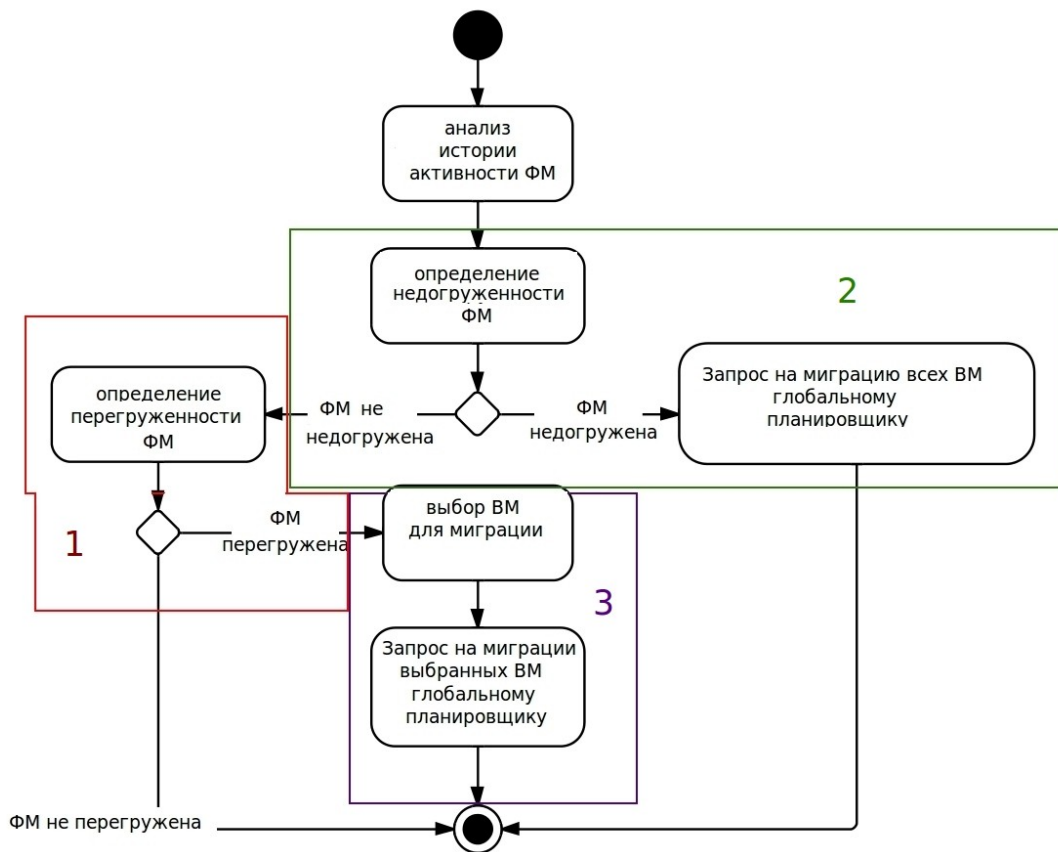 анализ
истории
активности ФМ
определение
недогруженности
ФМ
2
Запрос на миграцию всех ВМ
глобальному
планировщику
ФМ
недогружена
ФМ не
недогружена
определение
перегруженности
ФМ
1
ФМ
перегружена
выбор ВМ
для миграции
3
Запрос на миграции
выбранных ВМ
глобальному
планировщику
ФМ не перегружена